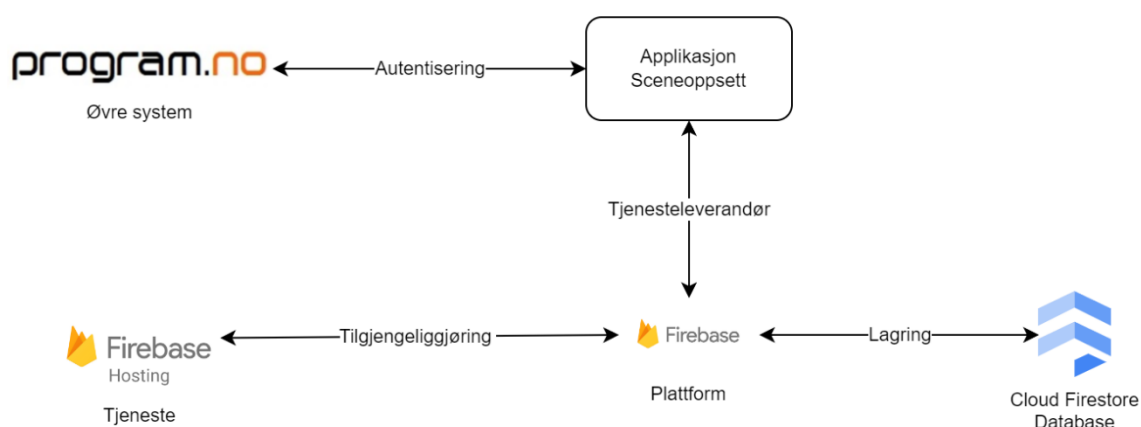 program.no
Autentisering
Applikasjon
Sceneoppsett
Øvre system
Tjenesteleverandør
Firebase
Hosting
Tilgjengeliggjøring
Firebase
Lagring
Tjeneste
Plattform
Cloud Firestore
Database